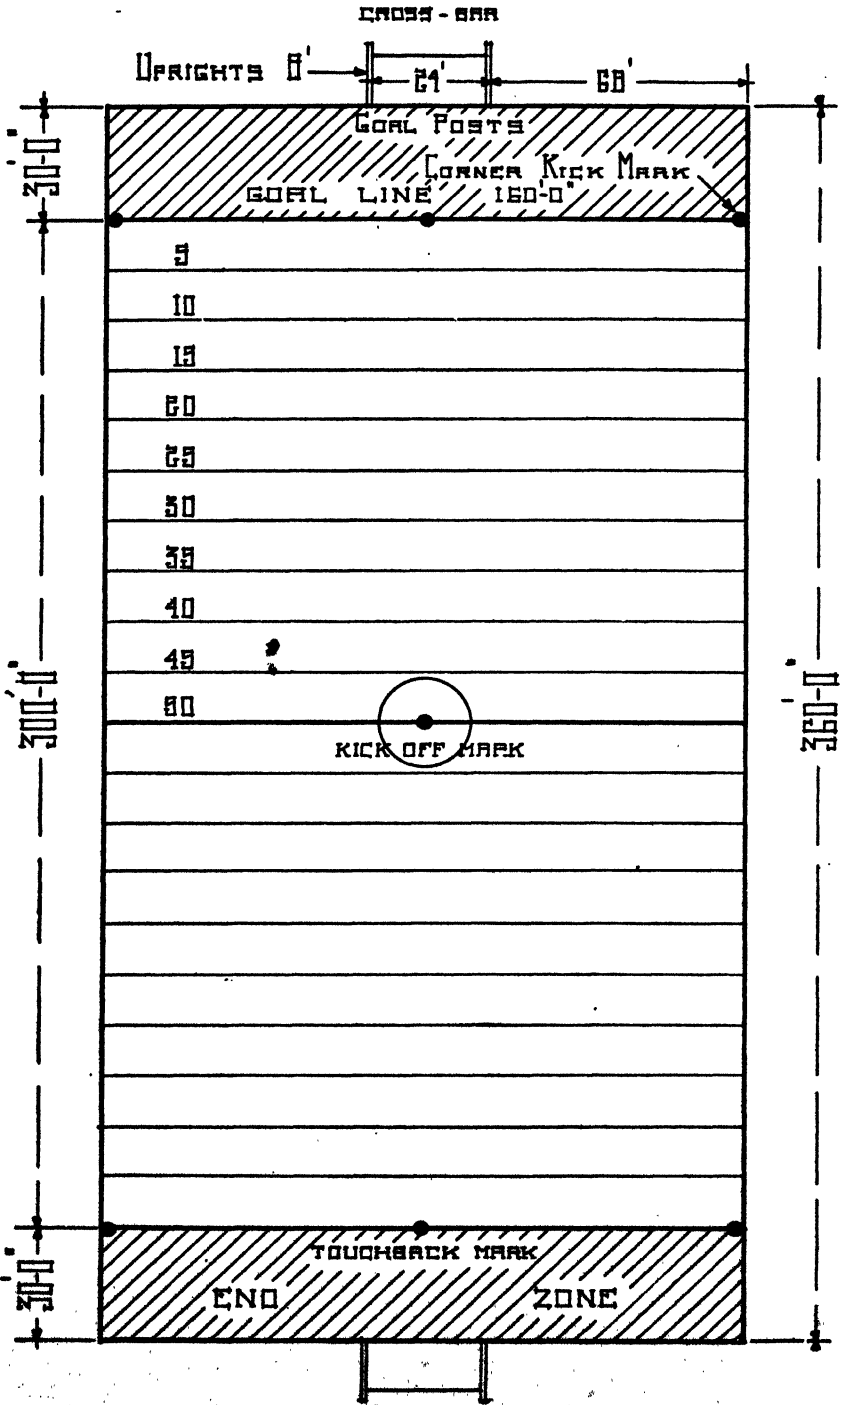 CROSS-BAR
UPRIGHTS 8'
24'
68'
GOAL POSTS
30'-0"
CORNER KICK MARK
GOAL LINE 160'-0"
5
10
15
20
25
30
35
40
45
50
300'-0"
360'-0"
KICK OFF MARK
TOUCHBACK MARK
30'-0"
END ZONE